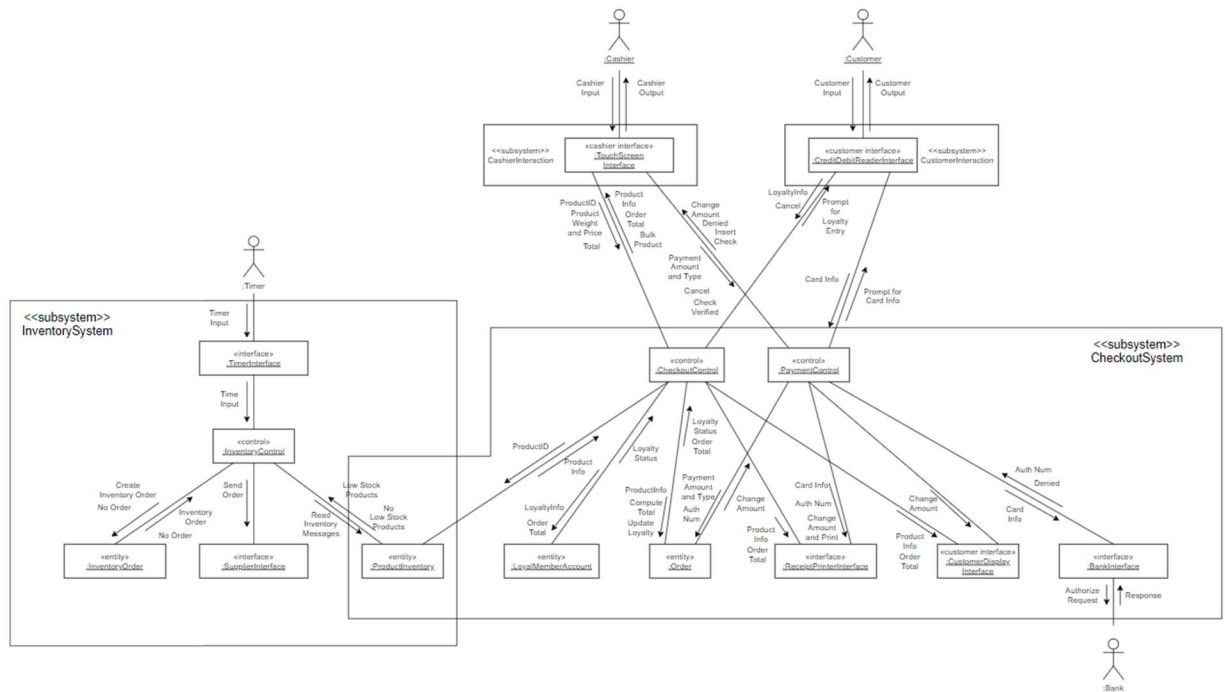 :Cashier
:Customer
Cashier
Input
Cashier
Output
Customer
Input
Customer
Output
<<subsystem>>
CashierInteraction
«cashier interface»
:TouchScreen
Interface
«customer interface»
:CreditDebitReaderInterface
<<subsystem>>
CustomerInteraction
ProductID
Product
Weight
and Price
Total
Product
Info
Order
Total
Bulk
Product
Change
Amount
Denied
Insert
Check
LoyaltyInfo
Cancel
Prompt
for
Loyalty
Entry
Payment
Amount
and Type
Cancel
Check
Verified
Card Info
Prompt for
Card Info
:Timer
<<subsystem>>
InventorySystem
Timer
Input
«interface»
:TimerInterface
Time
Input
«control»
:InventoryControl
Create
Inventory Order
No Order
Inventory
Order
No Order
Send
Order
Low Stock
Products
Read
Inventory
Messages
No
Low Stock
Products
«entity»
:InventoryOrder
«interface»
:SupplierInterface
«entity»
:ProductInventory
<<subsystem>>
CheckoutSystem
«control»
:CheckoutControl
«control»
:PaymentControl
ProductID
Product
Info
Loyalty
Status
LoyaltyInfo
Order
Total
Loyalty
Status
Order
Total
ProductInfo
Compute
Total
Update
Loyalty
Payment
Amount
and Type
Auth
Num
Change
Amount
Card Info
Auth Num
Change
Amount
and Print
Product
Info
Order
Total
Change
Amount
Product
Info
Order
Total
Auth Num
Denied
Card
Info
«entity»
:LoyalMemberAccount
«entity»
:Order
«interface»
:ReceiptPrinterInterface
«customer interface»
:CustomerDisplay
Interface
«interface»
:BankInterface
Authorize
Request
Response
:Bank